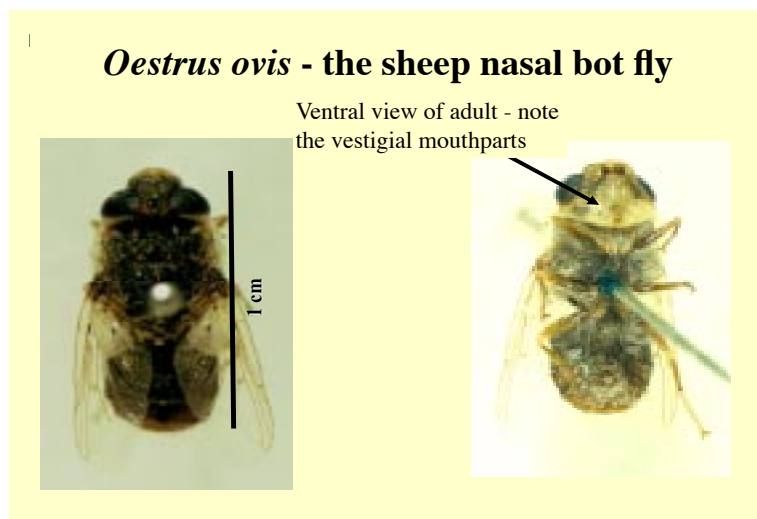 Oestrus ovis - the sheep nasal bot fly
Ventral view of adult - note
the vestigial mouthparts
1 cm